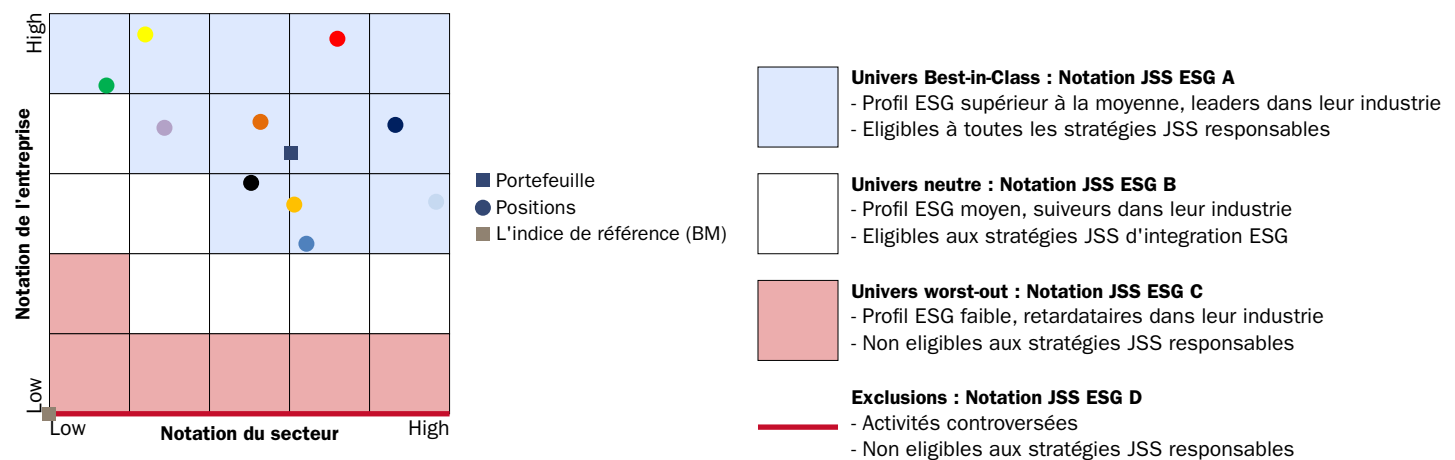 High
Notation de l'entreprise
Low
Low
Notation du secteur
High
Portefeuille
Positions
L'indice de référence (BM)
Univers Best-in-Class : Notation JSS ESG A
- Profil ESG supérieur à la moyenne, leaders dans leur industrie
- Eligibles à toutes les stratégies JSS responsables
Univers neutre : Notation JSS ESG B
- Profil ESG moyen, suiveurs dans leur industrie
- Eligibles aux stratégies JSS d'integration ESG
Univers worst-out : Notation JSS ESG C
- Profil ESG faible, retardataires dans leur industrie
- Non eligibles aux stratégies JSS responsables
Exclusions : Notation JSS ESG D
- Activités controversées
- Non eligibles aux stratégies JSS responsables